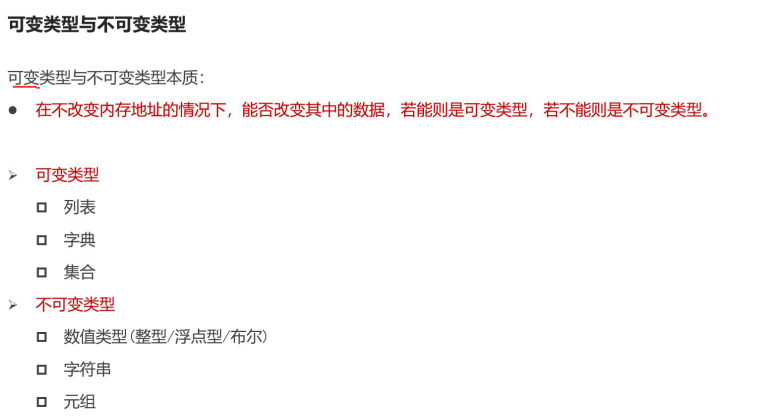 可变类型与不可变类型
可变类型与不可变类型本质：
在不改变内存地址的情况下，能否改变其中的数据，若能则是可变类型，若不能则是不可变类型。
可变类型
列表
字典
集合
不可变类型
数值类型(整型/浮点型/布尔)
字符串
元组